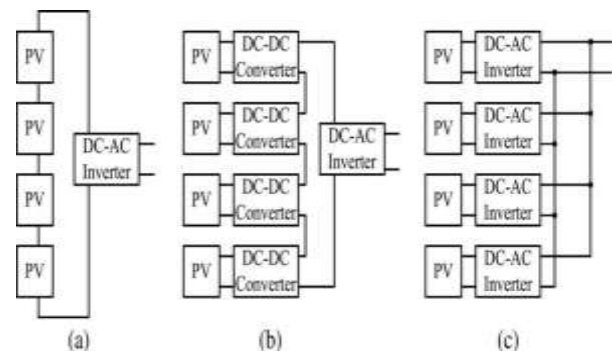 PV
PV
PV
PV
DC-AC
Inverter
(a)
PV
DC-DC
Converter
PV
DC-DC
Converter
PV
DC-DC
Converter
PV
DC-DC
Converter
DC-AC
Inverter
(b)
PV
DC-AC
Inverter
PV
DC-AC
Inverter
PV
DC-AC
Inverter
PV
DC-AC
Inverter
(c)